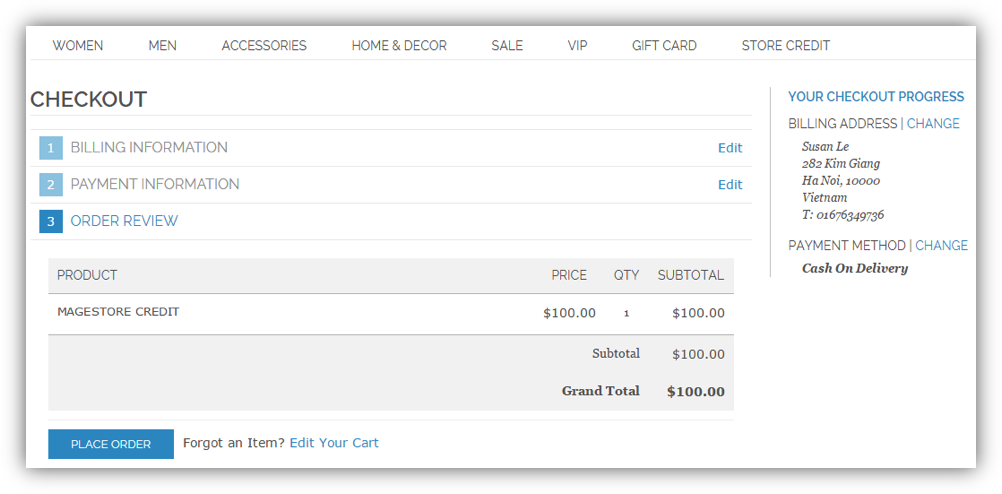 WOMEN MEN ACCESSORIES HOME & DECOR SALE VIP GIFT CARD STORE CREDIT
CHECKOUT
1 BILLING INFORMATION Edit
2 PAYMENT INFORMATION Edit
3 ORDER REVIEW
PRODUCT PRICE QTY SUBTOTAL
MAGESTORE CREDIT $100.00 1 $100.00
Subtotal $100.00
Grand Total $100.00
PLACE ORDER Forgot an Item? Edit Your Cart
YOUR CHECKOUT PROGRESS
BILLING ADDRESS | CHANGE
Susan Le
282 Kim Giang
Ha Noi, 10000
Vietnam
T: 01676349736
PAYMENT METHOD | CHANGE
Cash On Delivery